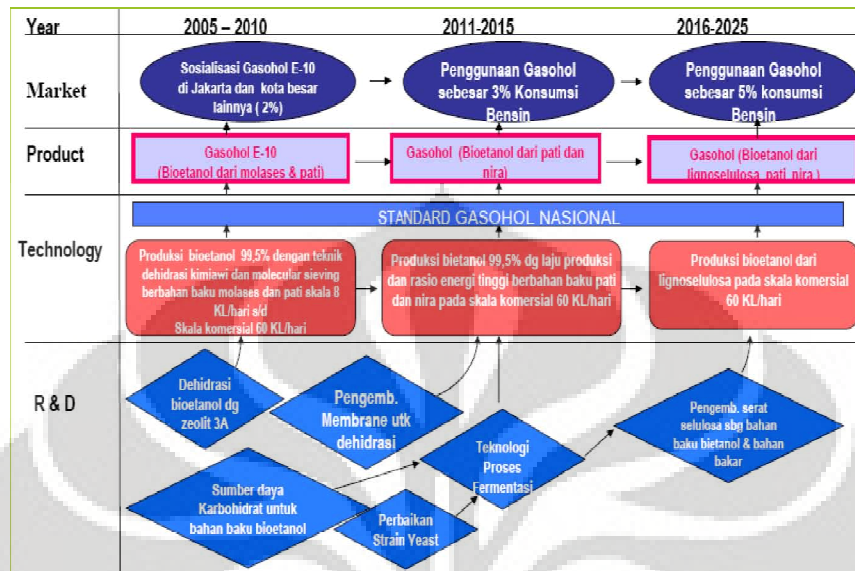 Year
2005 – 2010
2011-2015
2016-2025
Market
Sosialisasi Gasohol E-10
di Jakarta dan kota besar
lainnya ( 2%)
Penggunaan Gasohol
sebesar 3% Konsumsi
Bensin
Penggunaan Gasohol
sebesar 5% konsumsi
Bensin
Product
Gasohol E-10
(Bioetanol dari molases & pati)
Gasohol (Bioetanol dari pati dan
nira)
Gasohol (Bioetanol dari
lignoselulosa, pati, nira )
Technology
STANDARD GASOHOL NASIONAL
Produksi bioetanol 99,5% dengan teknik
dehidrasi kimiawi dan molecular sieving
berbahan baku molases dan pati skala 8
KL/hari s/d
Skala komersial 60 KL/hari
Produksi bietanol 99,5% dg laju produksi
dan rasio energi tinggi berbahan baku pati
dan nira pada skala komersial 60 KL/hari
Produksi bioetanol dari
lignoselulosa pada skala komersial
60 KL/hari
R & D
Dehidrasi
bioetanol dg
zeolit 3A
Pengemb.
Membrane utk
dehidrasi
Teknologi
Proses
Fermentasi
Pengemb. serat
selulosa sbg bahan
baku bietanol & bahan
bakar
Sumber daya
Karbohidrat untuk
bahan baku bioetanol
Perbaikan
Strain Yeast